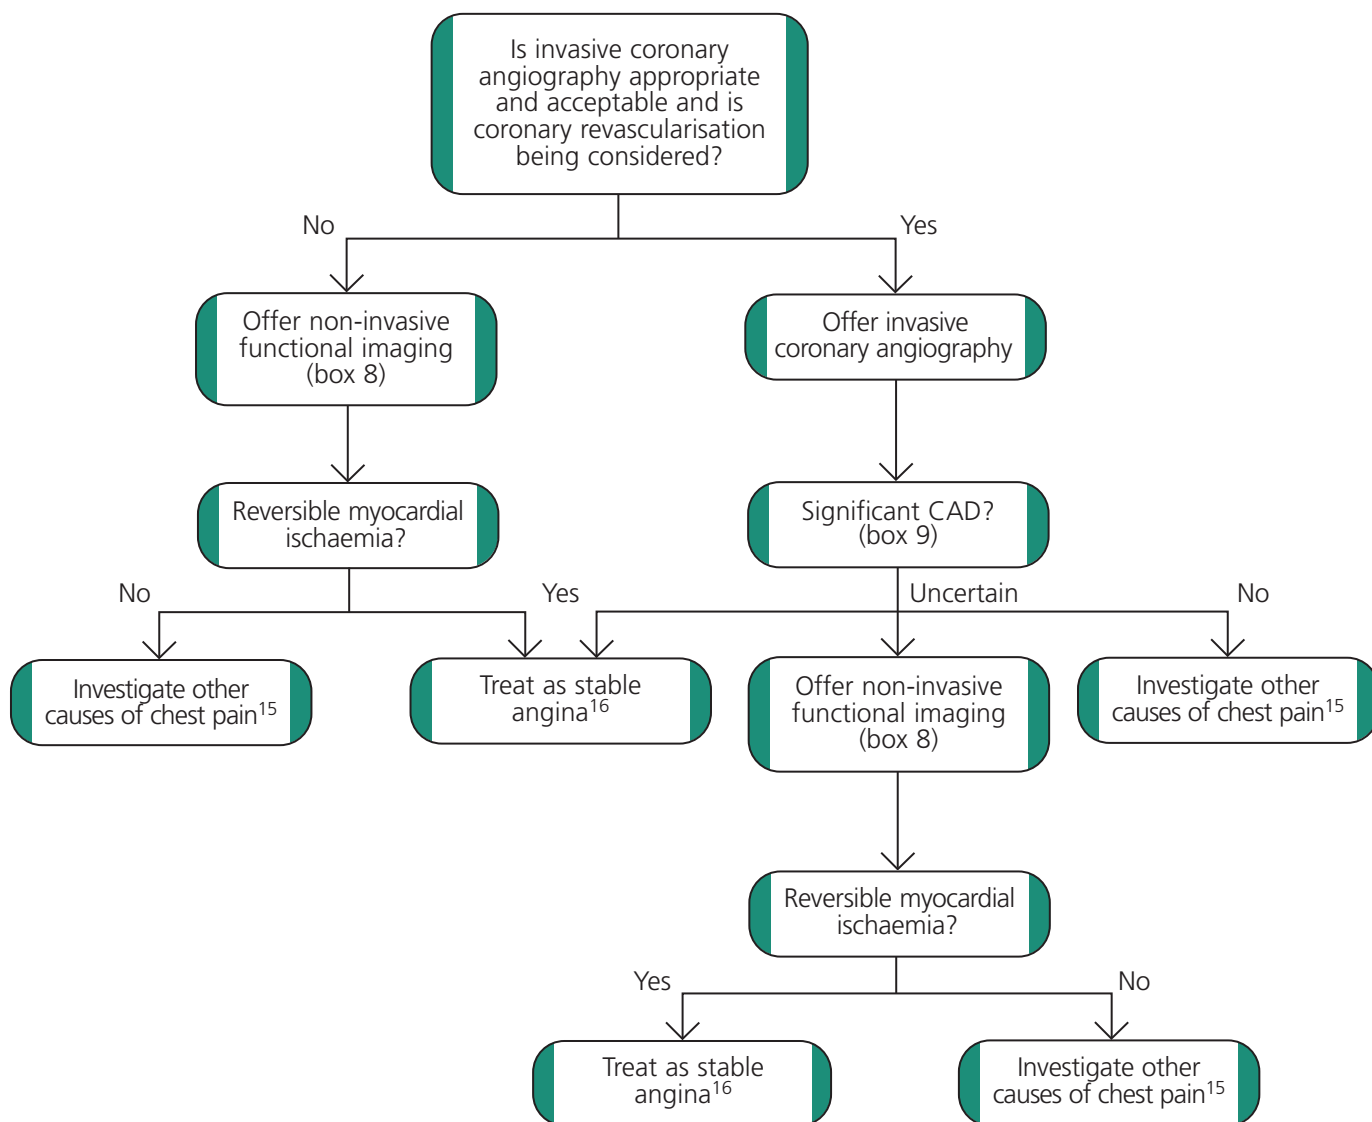 Is invasive coronary
angiography appropriate
and acceptable and is
coronary revascularisation
being considered?
No
Yes
Offer non-invasive
functional imaging
(box 8)
Offer invasive
coronary angiography
Reversible myocardial
ischaemia?
Significant CAD?
(box 9)
No
Yes
Uncertain
No
Investigate other
causes of chest pain15
Treat as stable
angina16
Offer non-invasive
functional imaging
(box 8)
Investigate other
causes of chest pain15
Reversible myocardial
ischaemia?
Yes
No
Treat as stable
angina16
Investigate other
causes of chest pain15